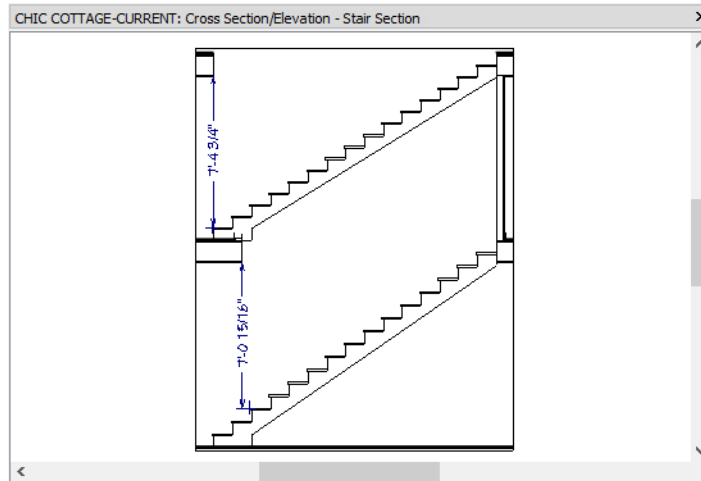 CHIC COTTAGE-CURRENT: Cross Section/Elevation - Stair Section
7'-4 3/4"
7'-0 15/16"